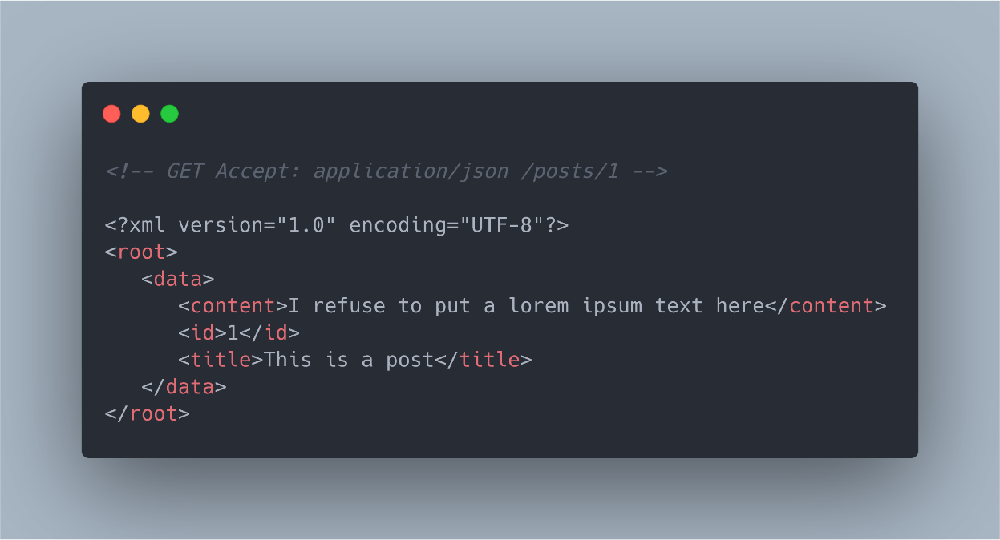 <!-- GET Accept: application/json /posts/1 -->
<?xml version="1.0" encoding="UTF-8"?>
<root>
   <data>
      <content>I refuse to put a lorem ipsum text here</content>
      <id>1</id>
      <title>This is a post</title>
   </data>
</root>